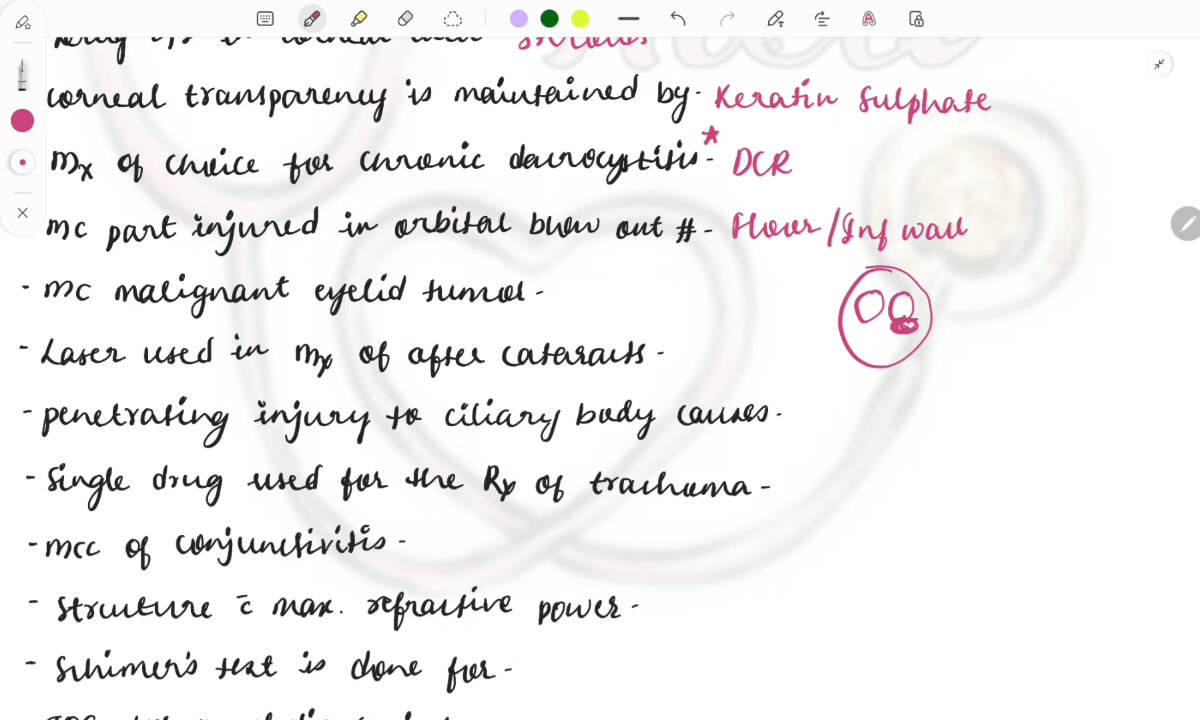 corneal transparency is maintained by- Keratin Sulphate
Mx of choice for chronic dacrocystitis* - DCR
mc part injured in orbital blow out # - Floor/Inf wall
- mc malignant eyelid tumor -
- Laser used in Mx of after cataracts -
- penetrating injury to ciliary body causes -
- Single drug used for the Rx of trachoma -
- mcc of conjunctivitis -
- structure c̄ max. refractive power -
- Schimer's test is done for -